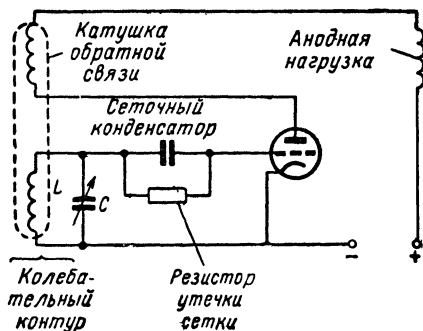 Катушка
обратной
связи
Анодная
нагрузка
Сеточный
конденсатор
L
C
-
+
Колеба-
тельный
контур
Резистор
утечки
сетки